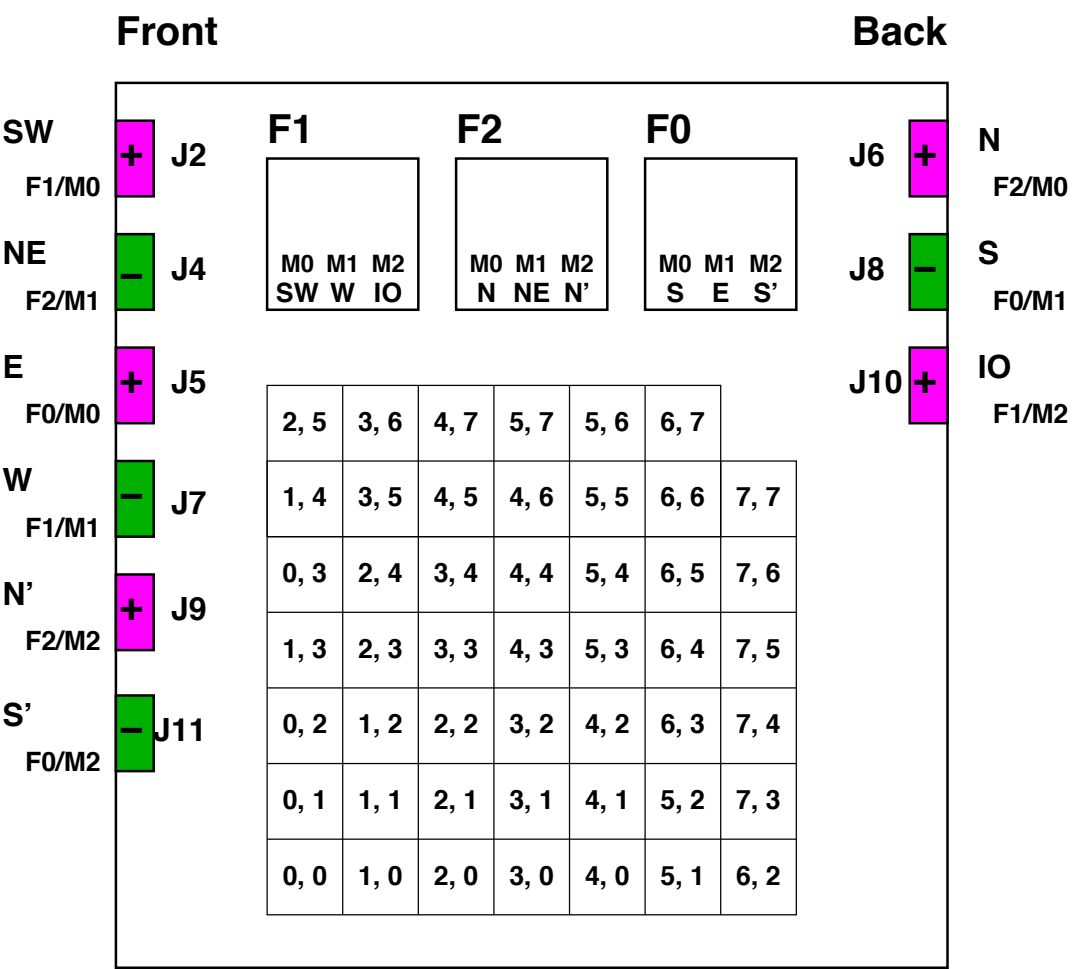 Front Back
SW + J2 F1 F2 F0 J6 + N
F1/M0 F2/M0
NE − J4 M0 M1 M2 M0 M1 M2 M0 M1 M2 J8 − S
F2/M1 SW W IO N NE N’ S E S’ F0/M1
E + J5 J10 + IO
F0/M0 2, 5 3, 6 4, 7 5, 7 5, 6 6, 7 F1/M2
W − J7 1, 4 3, 5 4, 5 4, 6 5, 5 6, 6 7, 7
F1/M1
N’ + J9 0, 3 2, 4 3, 4 4, 4 5, 4 6, 5 7, 6
F2/M2 1, 3 2, 3 3, 3 4, 3 5, 3 6, 4 7, 5
S’ − J11 0, 2 1, 2 2, 2 3, 2 4, 2 6, 3 7, 4
F0/M2
0, 1 1, 1 2, 1 3, 1 4, 1 5, 2 7, 3
0, 0 1, 0 2, 0 3, 0 4, 0 5, 1 6, 2